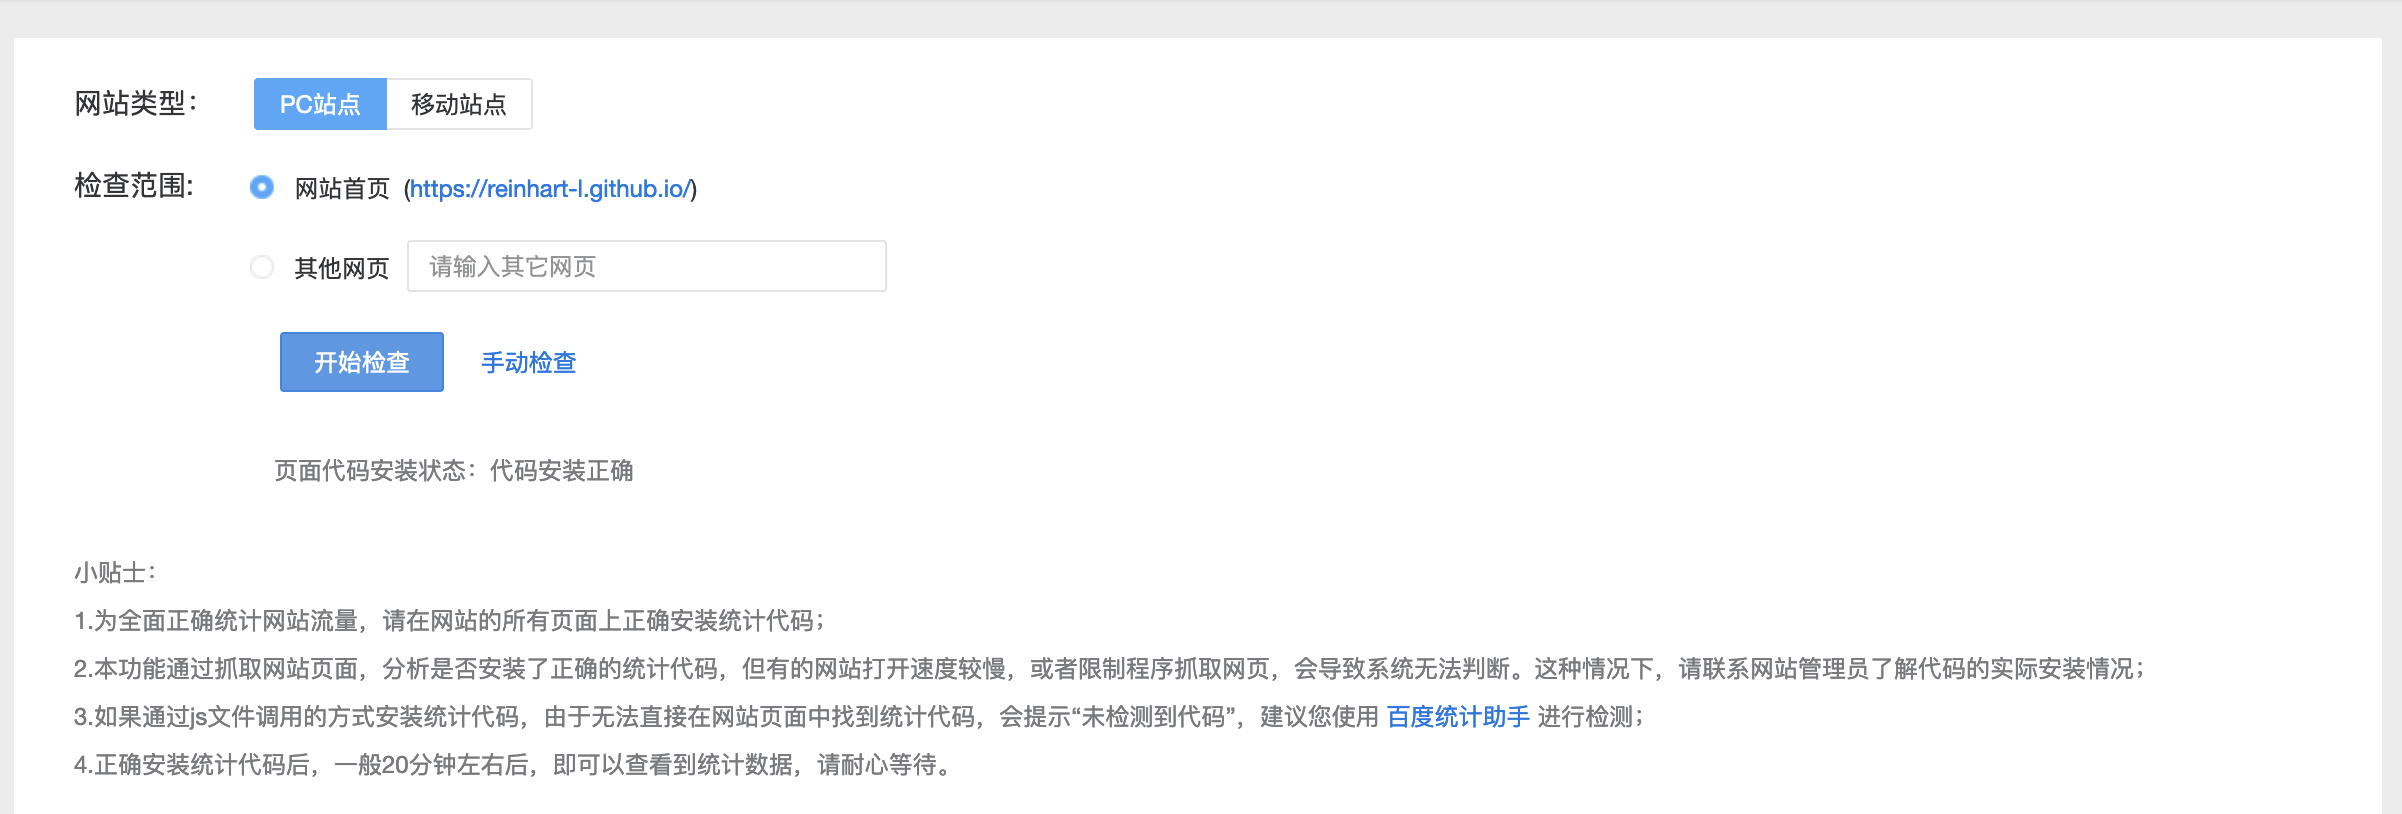 网站类型： PC站点 移动站点
检查范围: 网站首页 (https://reinhart-l.github.io/)
其他网页 请输入其它网页
开始检查 手动检查
页面代码安装状态：代码安装正确
小贴士：
1.为全面正确统计网站流量，请在网站的所有页面上正确安装统计代码；
2.本功能通过抓取网站页面，分析是否安装了正确的统计代码，但有的网站打开速度较慢，或者限制程序抓取网页，会导致系统无法判断。这种情况下，请联系网站管理员了解代码的实际安装情况；
3.如果通过js文件调用的方式安装统计代码，由于无法直接在网站页面中找到统计代码，会提示“未检测到代码”，建议您使用 百度统计助手 进行检测；
4.正确安装统计代码后，一般20分钟左右后，即可以查看到统计数据，请耐心等待。